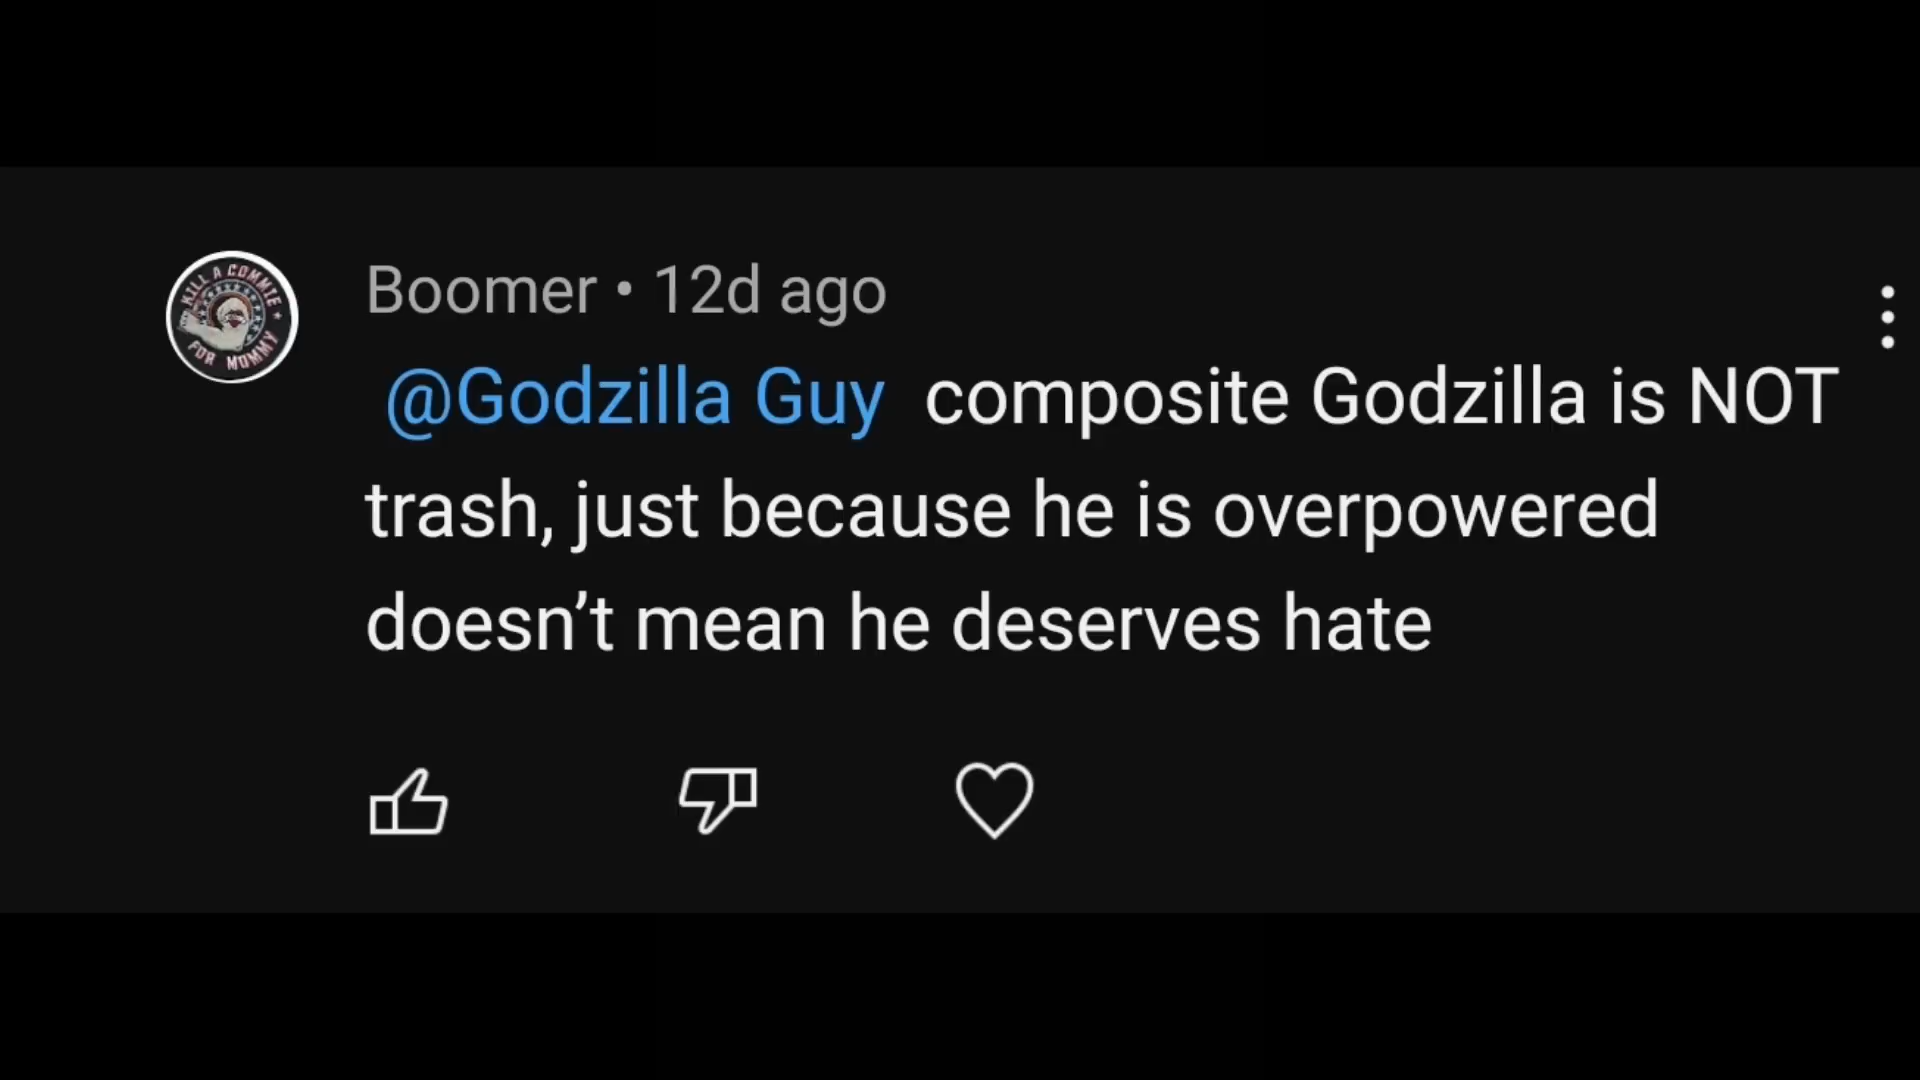 KILL A COMMIE
FOR MOMMY
Boomer • 12d ago
@Godzilla Guy composite Godzilla is NOT
trash, just because he is overpowered
doesn’t mean he deserves hate